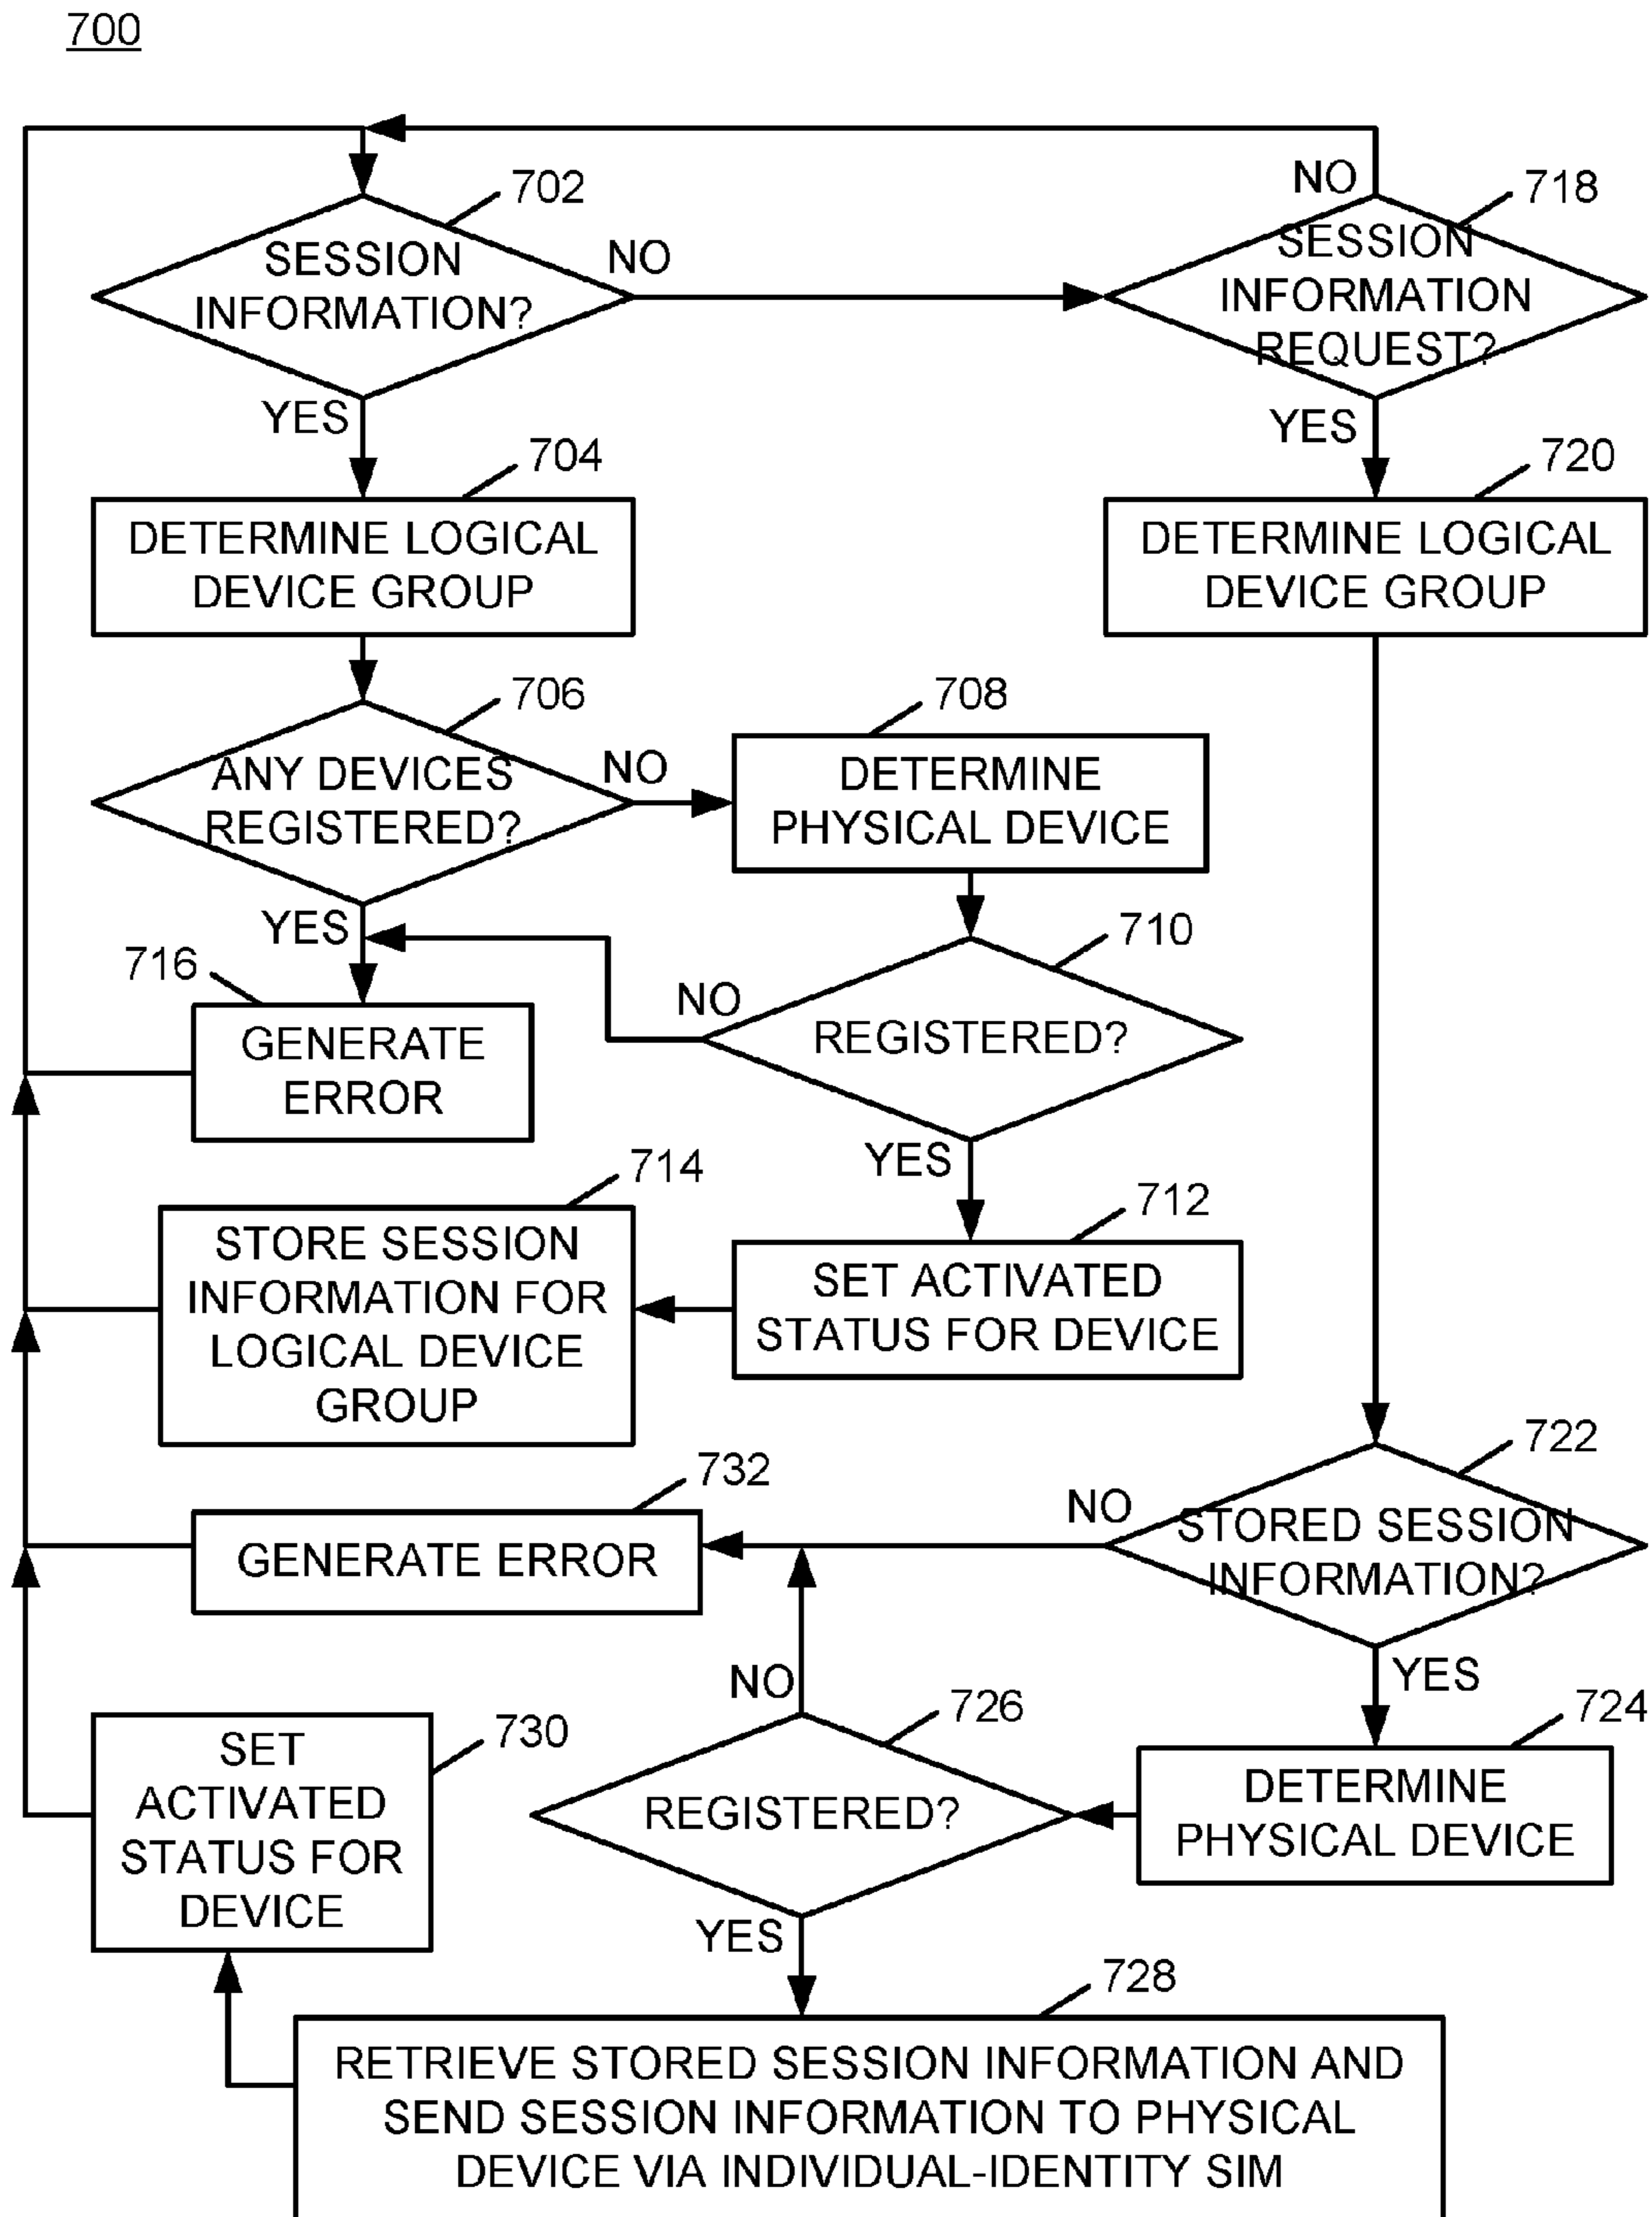 700
702
NO
SESSION
INFORMATION?
YES
NO
718
SESSION
INFORMATION
REQUEST?
YES
704
DETERMINE LOGICAL
DEVICE GROUP
720
DETERMINE LOGICAL
DEVICE GROUP
706
ANY DEVICES
REGISTERED?
NO
YES
708
DETERMINE
PHYSICAL DEVICE
710
NO
REGISTERED?
YES
716
GENERATE
ERROR
714
STORE SESSION
INFORMATION FOR
LOGICAL DEVICE
GROUP
712
SET ACTIVATED
STATUS FOR DEVICE
722
NO
STORED SESSION
INFORMATION?
YES
732
GENERATE ERROR
724
DETERMINE
PHYSICAL DEVICE
NO
726
REGISTERED?
YES
730
SET
ACTIVATED
STATUS FOR
DEVICE
728
RETRIEVE STORED SESSION INFORMATION AND
SEND SESSION INFORMATION TO PHYSICAL
DEVICE VIA INDIVIDUAL-IDENTITY SIM